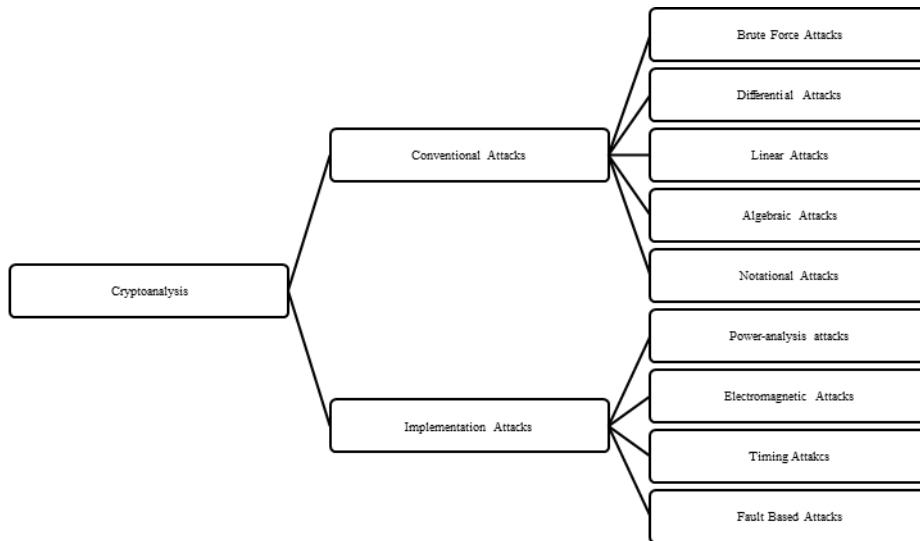 Brute Force Attacks
Differential Attacks
Conventional Attacks
Linear Attacks
Algebraic Attacks
Notational Attacks
Cryptoanalysis
Power-analysis attacks
Electromagnetic Attacks
Implementation Attacks
Timing Attakcs
Fault Based Attacks